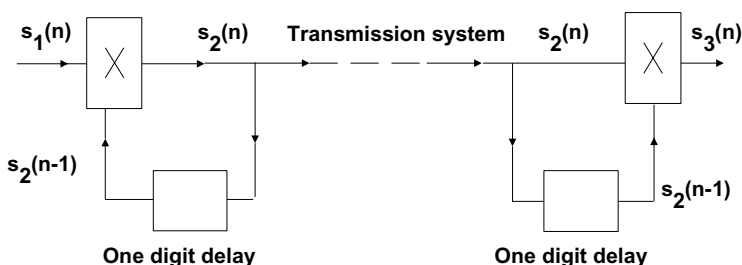 s₁(n)
s₂(n)
Transmission system
s₂(n)
s₃(n)
X
X
s₂(n-1)
s₂(n-1)
One digit delay
One digit delay